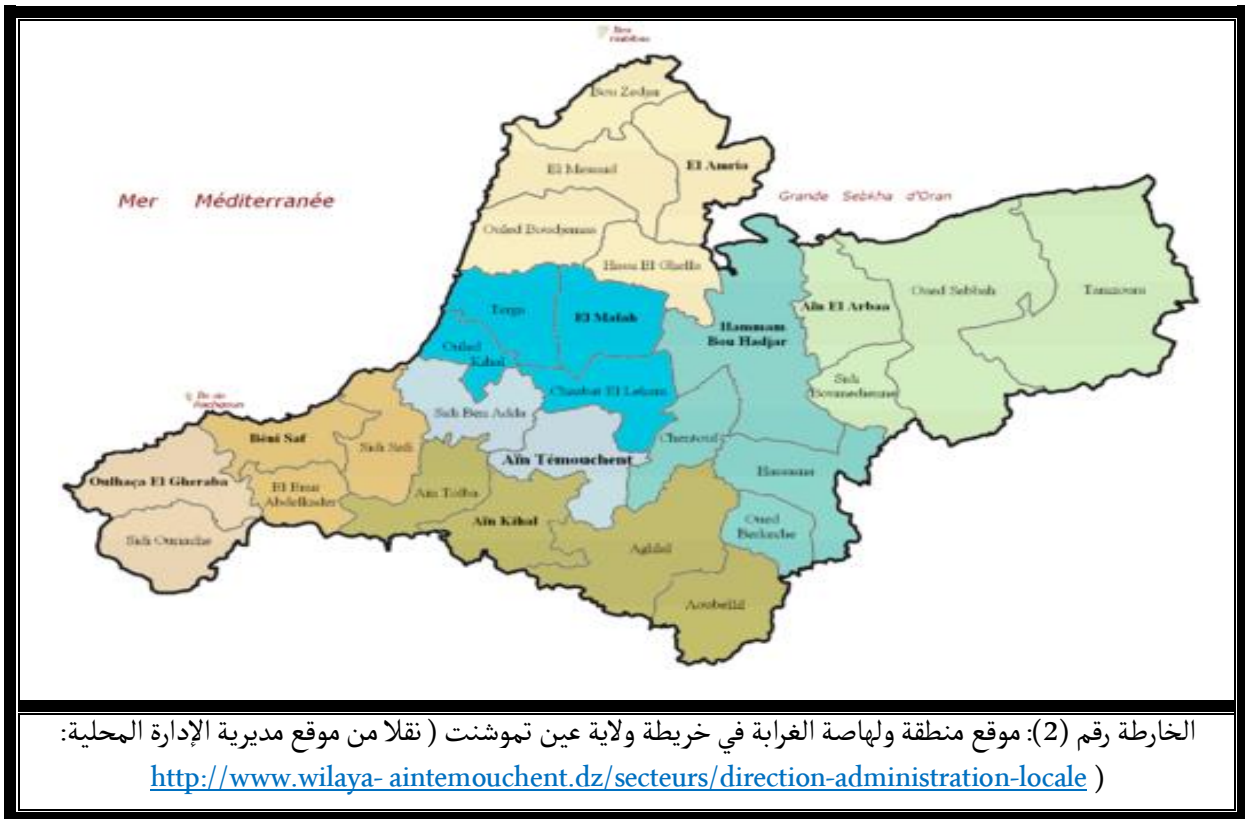 Bou Zedjar
El Messaid
El Amria
Mer Méditerranée
Grande Sebkha d'Oran
Ouled Boudjemaa
Hassi El Ghella
Terga
El Malah
Hammam
Bou Hadjar
Aïn El Arbaa
Oued Sebbah
Tamzoura
Ouled
Kihal
Chaabat El Leham
Sidi
Boumedienne
Sidi Ben Adda
Chentouf
Béni Saf
Sidi Safi
Aïn Témouchent
Hassasna
Oulhaça El Gheraba
El Emir
Abdelkader
Ain Tolba
Aïn Kihal
Oued
Berkeche
Sidi Ouriache
Aghlal
Aoubellil
الخارطة رقم (2): موقع منطقة ولهاصة الغرابة في خريطة ولاية عين تموشنت ( نقلا من موقع مديرية الإدارة المحلية:
http://www.wilaya- aintemouchent.dz/secteurs/direction-administration-locale )